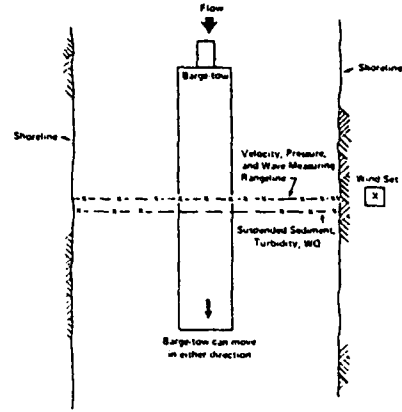 Flow
Barge-tow
Shoreline
Shoreline
Velocity, Pressure,
and Wave Measuring
Rangeline
Wind Set
X
Suspended Sediment,
Turbidity, WQ
Barge-tow can move
in either direction